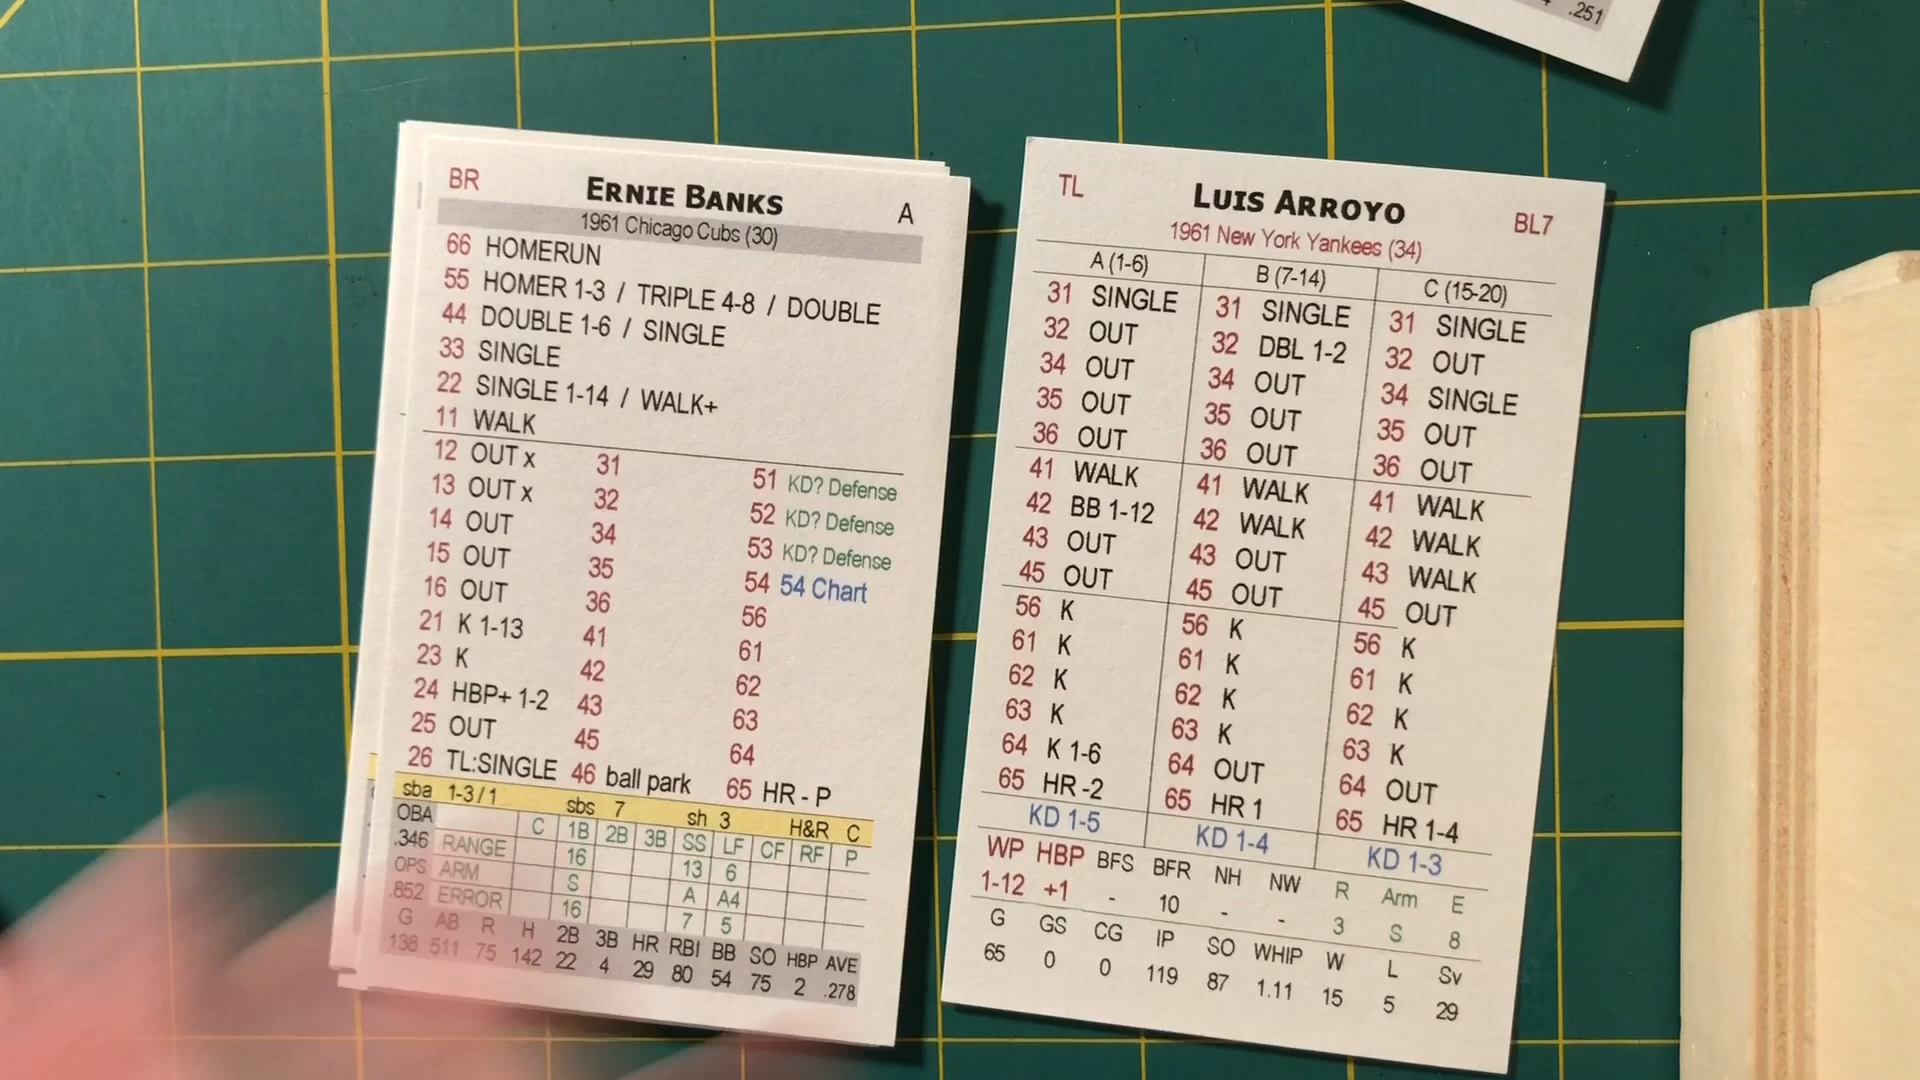 .251
BR ERNIE BANKS A
1961 Chicago Cubs (30)
66 HOMERUN
55 HOMER 1-3 / TRIPLE 4-8 / DOUBLE
44 DOUBLE 1-6 / SINGLE
33 SINGLE
22 SINGLE 1-14 / WALK+
11 WALK
12 OUT x 31 51 KD? Defense
13 OUT x 32 52 KD? Defense
14 OUT 34 53 KD? Defense
15 OUT 35 54 54 Chart
16 OUT 36 56
21 K 1-13 41 61
23 K 42 62
24 HBP+ 1-2 43 63
25 OUT 45 64
26 TL:SINGLE 46 ball park 65 HR - P
sba 1-3 / 1 sbs 7 sh 3 H&R C
OBA C 1B 2B 3B SS LF CF RF P
.346 RANGE 16 13 6
OPS ARM S A A4
.852 ERROR 16 7 5
G AB R H 2B 3B HR RBI BB SO HBP AVE
138 511 75 142 22 4 29 80 54 75 2 .278
TL LUIS ARROYO BL7
1961 New York Yankees (34)
A (1-6) B (7-14) C (15-20)
31 SINGLE 31 SINGLE 31 SINGLE
32 OUT 32 DBL 1-2 32 OUT
34 OUT 34 OUT 34 SINGLE
35 OUT 35 OUT 35 OUT
36 OUT 36 OUT 36 OUT
41 WALK 41 WALK 41 WALK
42 BB 1-12 42 WALK 42 WALK
43 OUT 43 OUT 43 WALK
45 OUT 45 OUT 45 OUT
56 K 56 K 56 K
61 K 61 K 61 K
62 K 62 K 62 K
63 K 63 K 63 K
64 K 1-6 64 OUT 64 OUT
65 HR -2 65 HR 1 65 HR 1-4
KD 1-5 KD 1-4 KD 1-3
WP HBP BFS BFR NH NW R Arm E
1-12 +1 - 10 - - 3 S 8
G GS CG IP SO WHIP W L Sv
65 0 0 119 87 1.11 15 5 29